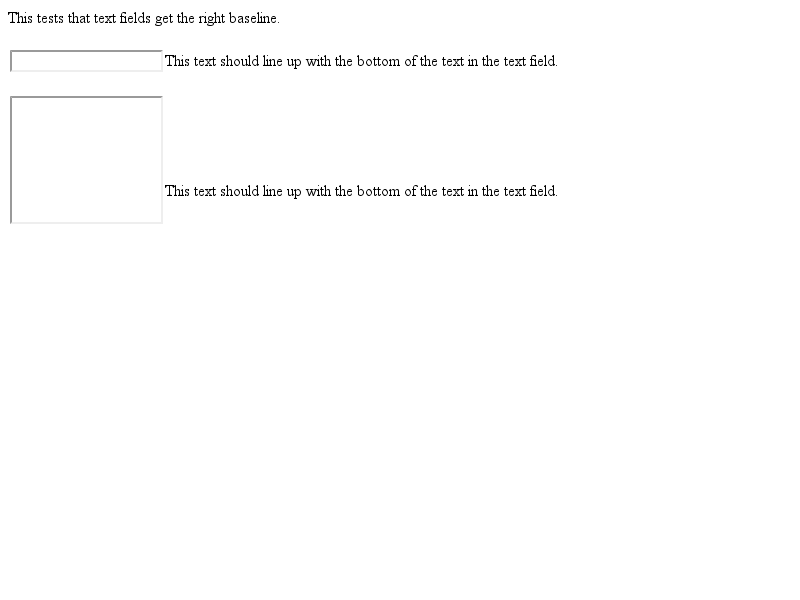 This tests that text fields get the right baseline.
This text should line up with the bottom of the text in the text field.
This text should line up with the bottom of the text in the text field.